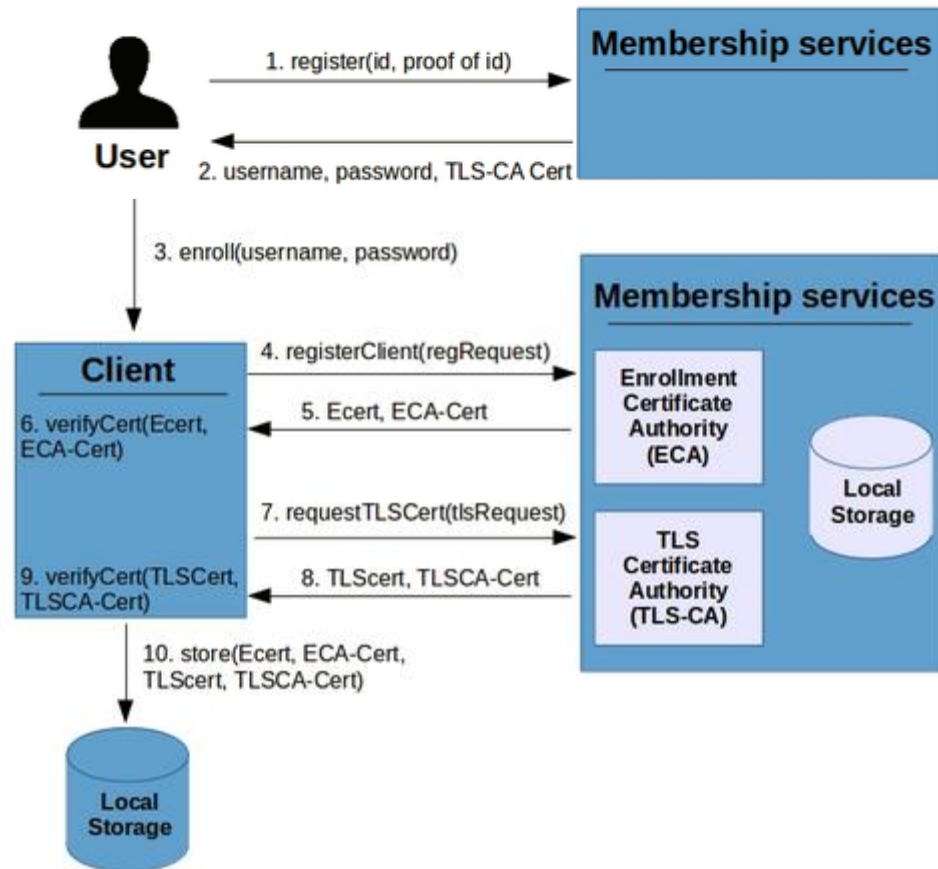 Membership services
1. register(id, proof of id)
User
2. username, password, TLS-CA Cert
3. enroll(username, password)
Membership services
Client
4. registerClient(regRequest)
Enrollment
Certificate
Authority
(ECA)
5. Ecert, ECA-Cert
6. verifyCert(Ecert,
ECA-Cert)
Local
Storage
7. requestTLSCert(tlsRequest)
TLS
Certificate
Authority
(TLS-CA)
8. TLScert, TLSCA-Cert
9. verifyCert(TLSCert,
TLSCA-Cert)
10. store(Ecert, ECA-Cert,
TLScert, TLSCA-Cert)
Local
Storage